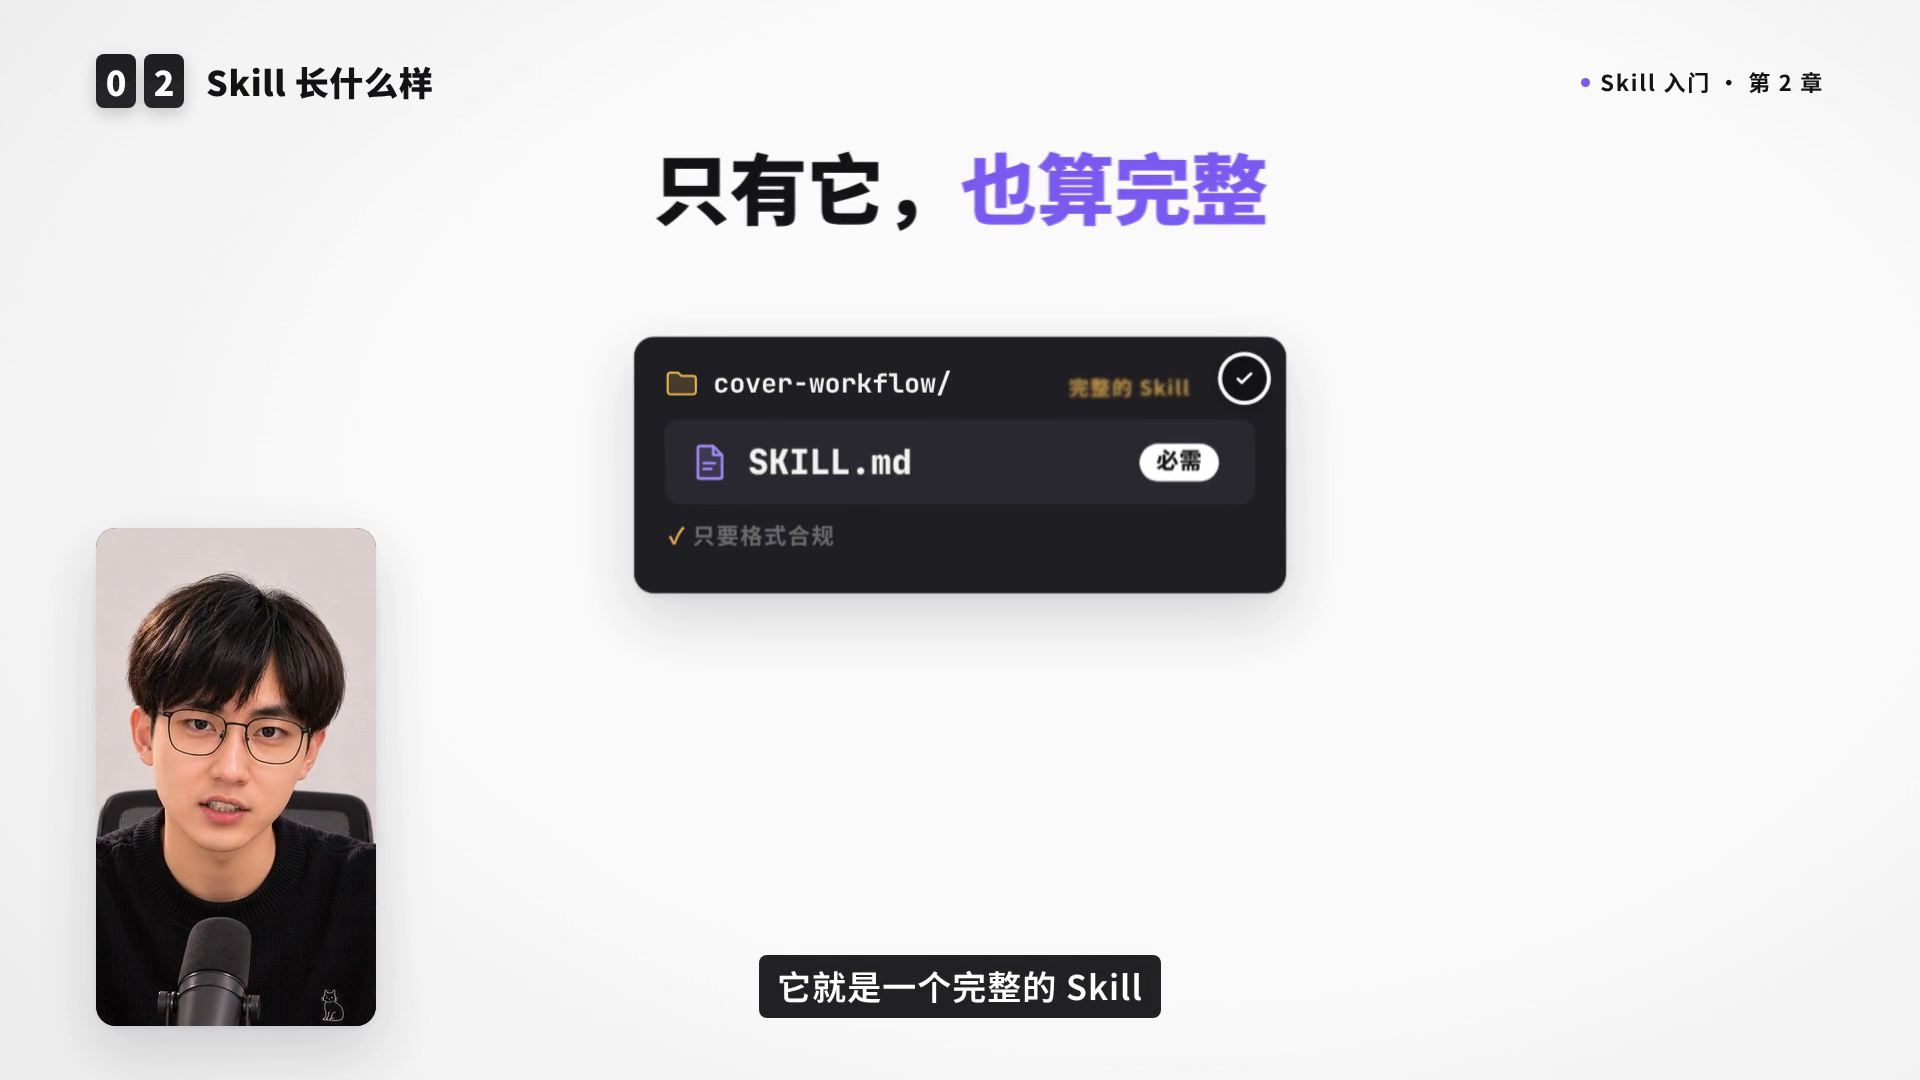 02 Skill 长什么样
Skill 入门 · 第 2 章
只有它，也算完整
cover-workflow/
完整的 Skill
SKILL.md
必需
✓ 只要格式合规
它就是一个完整的 Skill